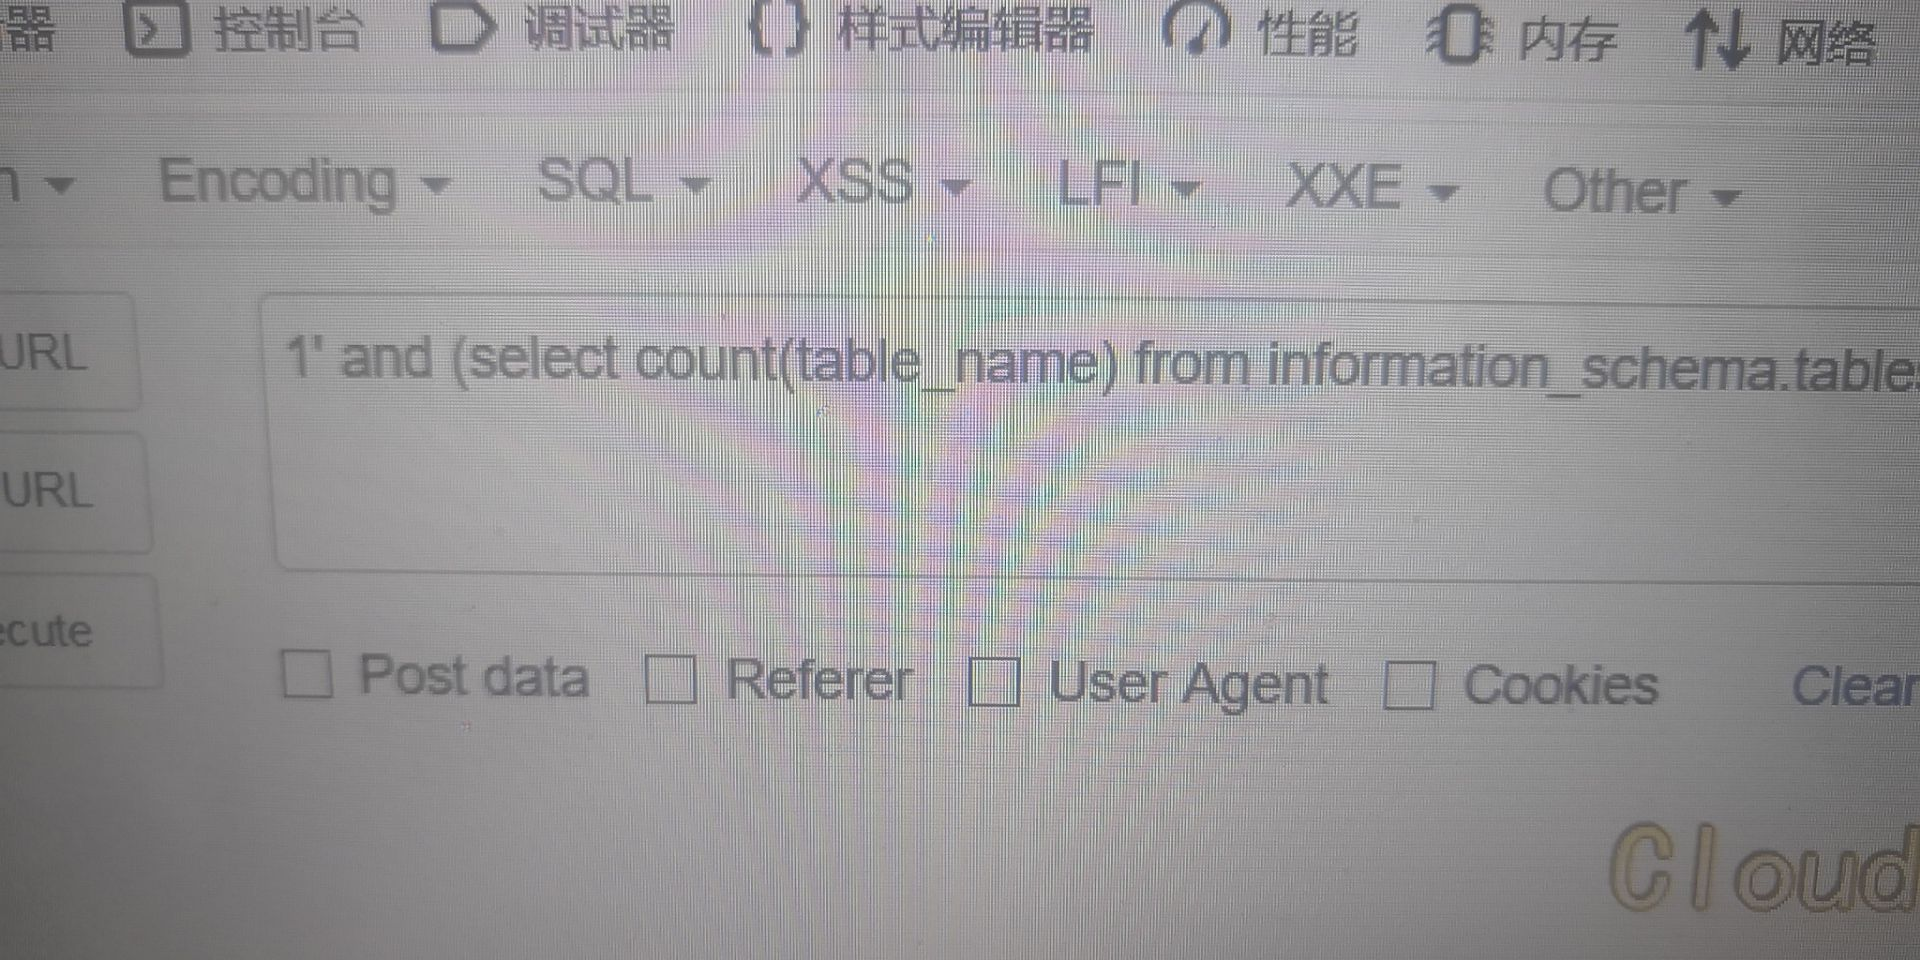 器 控制台 调试器 样式编辑器 性能 内存 网络
Encoding SQL XSS LFI XXE Other
URL
1' and (select count(table_name) from information_schema.table
URL
ecute
Post data Referer User Agent Cookies Clear
Cloud